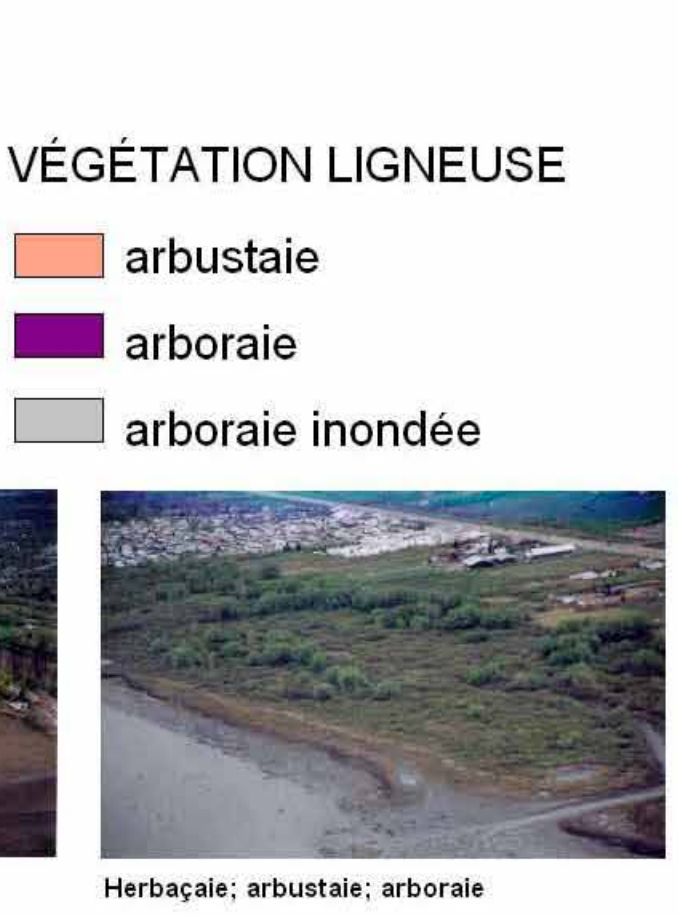 VÉGÉTATION LIGNEUSE
arbustaie
arboraie
arboraie inondée
Herbaçaie; arbustaie; arboraie